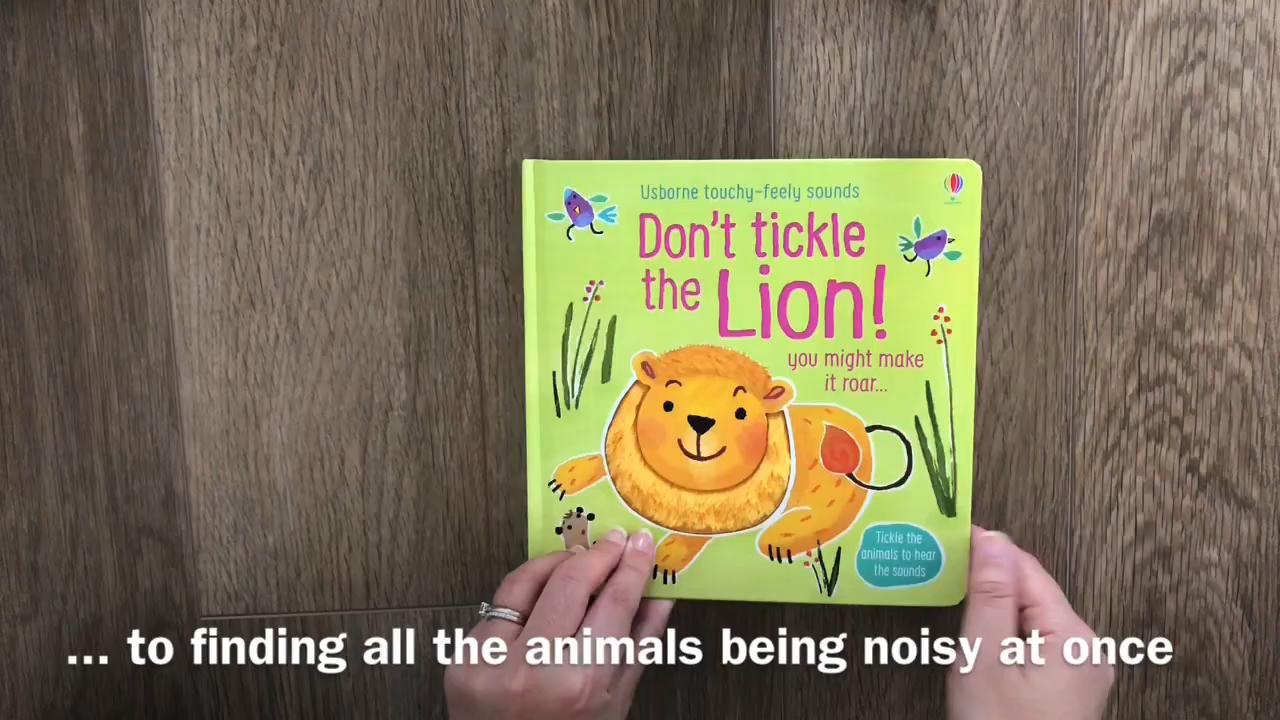 Usborne touchy-feely sounds
Don't tickle
the Lion!
you might make
it roar...
Tickle the
animals to hear
the sounds
... to finding all the animals being noisy at once